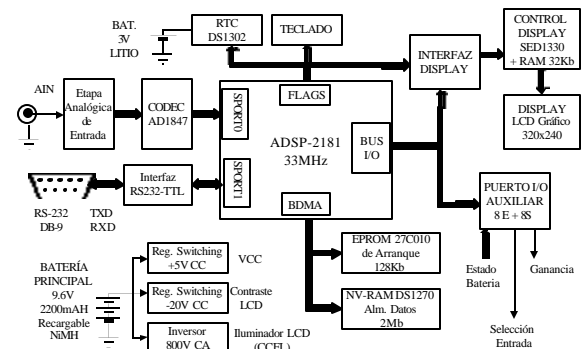 BAT.
3V
LITIO
RTC
DS1302
TECLADO
INTERFAZ
DISPLAY
CONTROL
DISPLAY
SED1330
+ RAM 32Kb
AIN
Etapa
Analógica
de
Entrada
CODEC
AD1847
SPORT0
FLAGS
ADSP-2181
33MHz
BUS
I/O
DISPLAY
LCD Gráfico
320x240
RS-232
DB-9
TXD
RXD
Interfaz
RS232-TTL
SPORT1
BDMA
PUERTO I/O
AUXILIAR
8 E + 8S
EPROM 27C010
de Arranque
128Kb
NV-RAM DS1270
Alm. Datos
2Mb
Estado
Bateria
Ganancia
Selección
Entrada
BATERÍA
PRINCIPAL
9.6V
2200mAH
Recargable
NiMH
Reg. Switching
+5V CC
VCC
Reg. Switching
-20V CC
Contraste
LCD
Inversor
800V CA
Iluminador LCD
(CCFL)